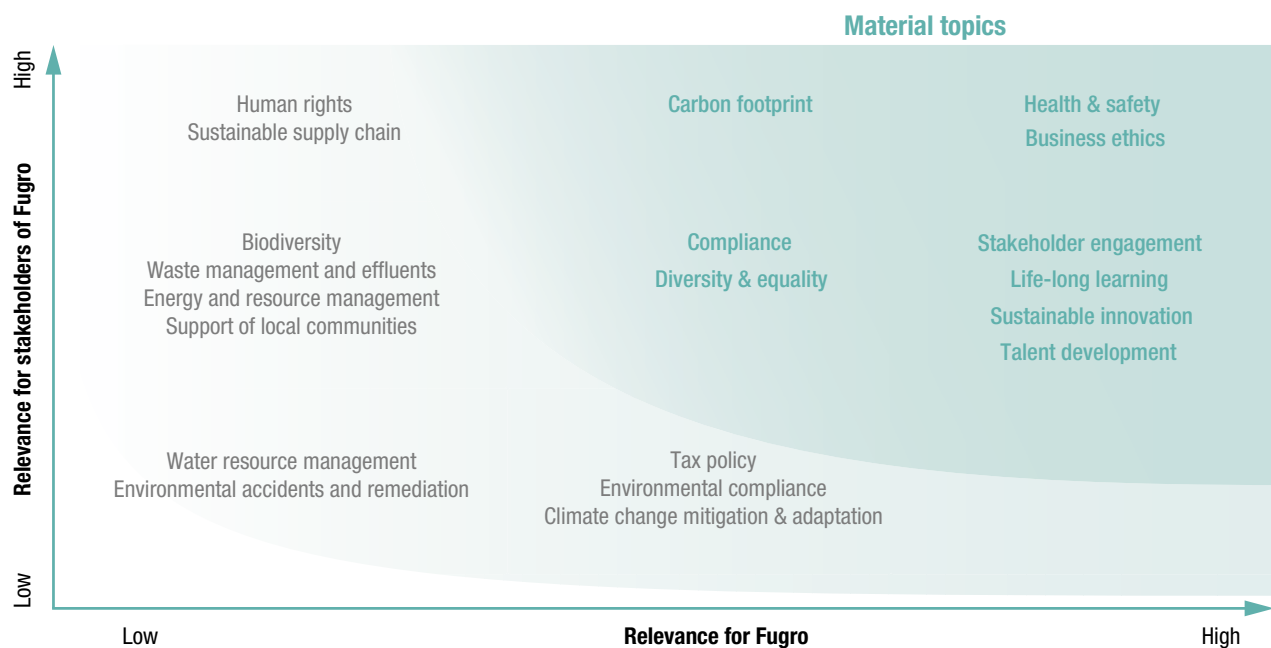 Material topics
High
Relevance for stakeholders of Fugro
Low
Human rights
Sustainable supply chain
Carbon footprint
Health & safety
Business ethics
Biodiversity
Waste management and effluents
Energy and resource management
Support of local communities
Compliance
Diversity & equality
Stakeholder engagement
Life-long learning
Sustainable innovation
Talent development
Water resource management
Environmental accidents and remediation
Tax policy
Environmental compliance
Climate change mitigation & adaptation
Low
Relevance for Fugro
High